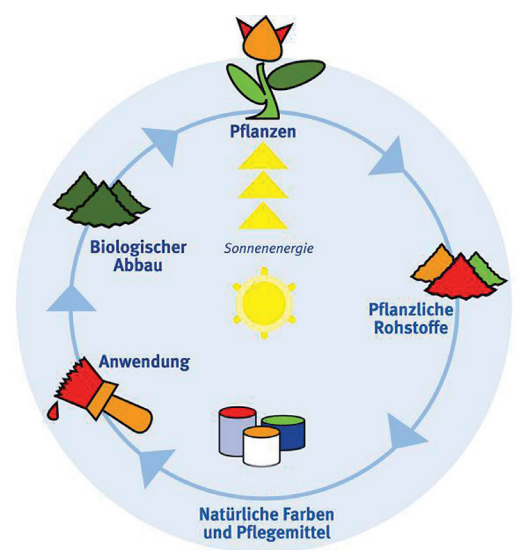 Pflanzen
Sonnenenergie
Pflanzliche
Rohstoffe
Natürliche Farben
und Pflegemittel
Anwendung
Biologischer
Abbau